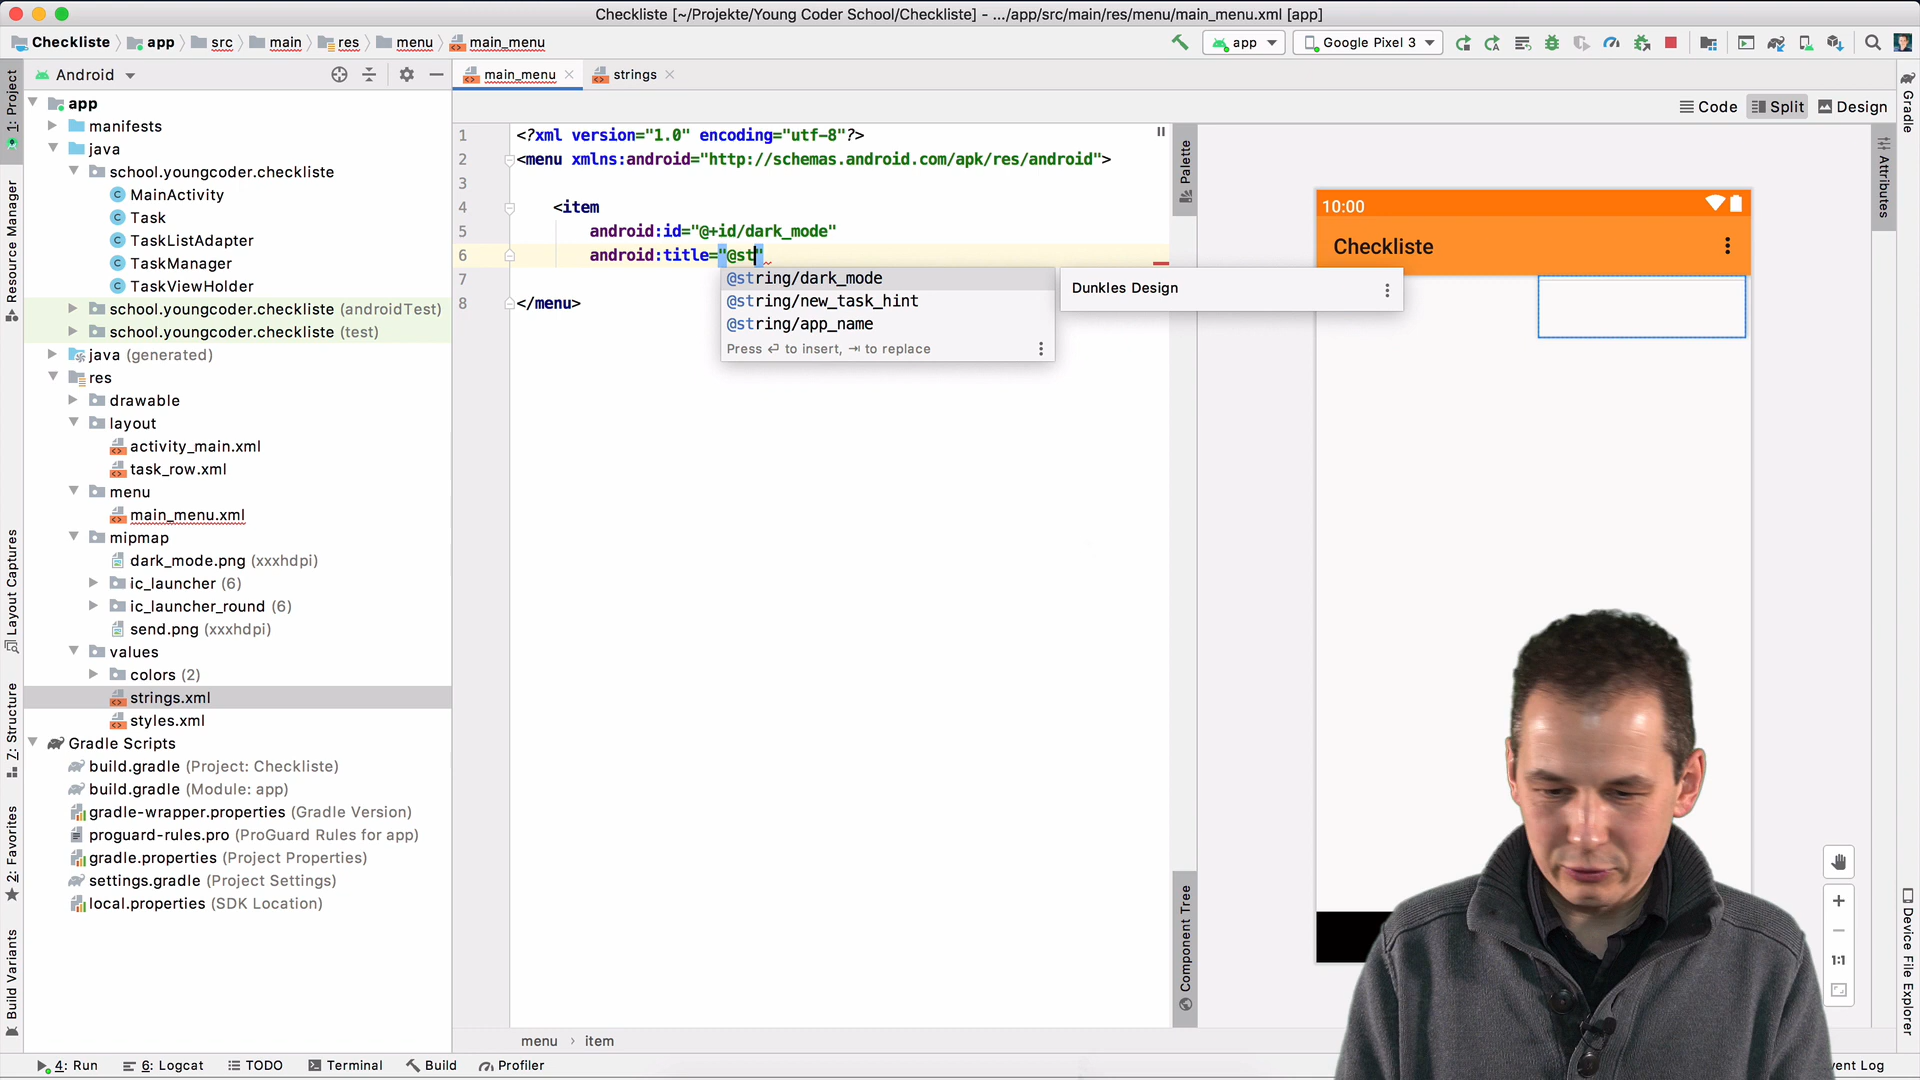 Checkliste [~/Projekte/Young Coder School/Checkliste] - .../app/src/main/res/menu/main_menu.xml [app]
Checkliste app src main res menu main_menu
app Google Pixel 3
1: Project
Resource Manager
Layout Captures
Z: Structure
2: Favorites
Build Variants
Android
app
manifests
java
school.youngcoder.checkliste
MainActivity
Task
TaskListAdapter
TaskManager
TaskViewHolder
school.youngcoder.checkliste (androidTest)
school.youngcoder.checkliste (test)
java (generated)
res
drawable
layout
activity_main.xml
task_row.xml
menu
main_menu.xml
mipmap
dark_mode.png (xxxhdpi)
ic_launcher (6)
ic_launcher_round (6)
send.png (xxxhdpi)
values
colors (2)
strings.xml
styles.xml
Gradle Scripts
build.gradle (Project: Checkliste)
build.gradle (Module: app)
gradle-wrapper.properties (Gradle Version)
proguard-rules.pro (ProGuard Rules for app)
gradle.properties (Project Properties)
settings.gradle (Project Settings)
local.properties (SDK Location)
main_menu strings
Code Split Design
1 <?xml version="1.0" encoding="utf-8"?>
2 <menu xmlns:android="http://schemas.android.com/apk/res/android">
3
4 <item
5 android:id="@+id/dark_mode"
6 android:title="@st"
7
8 </menu>
@string/dark_mode
@string/new_task_hint
@string/app_name
Press ⏎ to insert, ⇥ to replace
Dunkles Design
Palette
Component Tree
10:00
Checkliste
1:1
Gradle
Attributes
Device File Explorer
menu › item
4: Run 6: Logcat TODO Terminal Build Profiler
vent Log